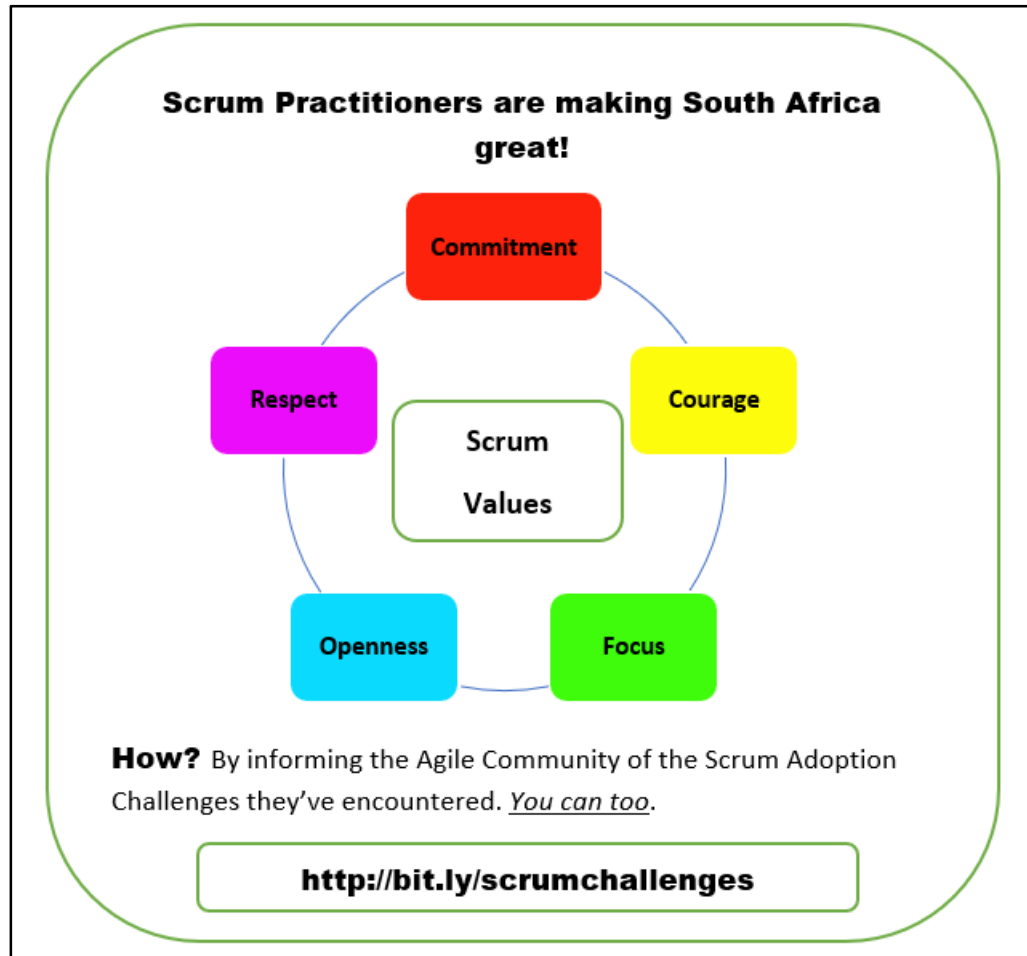 Scrum Practitioners are making South Africa
great!
Commitment
Respect
Courage
Scrum
Values
Openness
Focus
How? By informing the Agile Community of the Scrum Adoption
Challenges they’ve encountered. You can too.
http://bit.ly/scrumchallenges